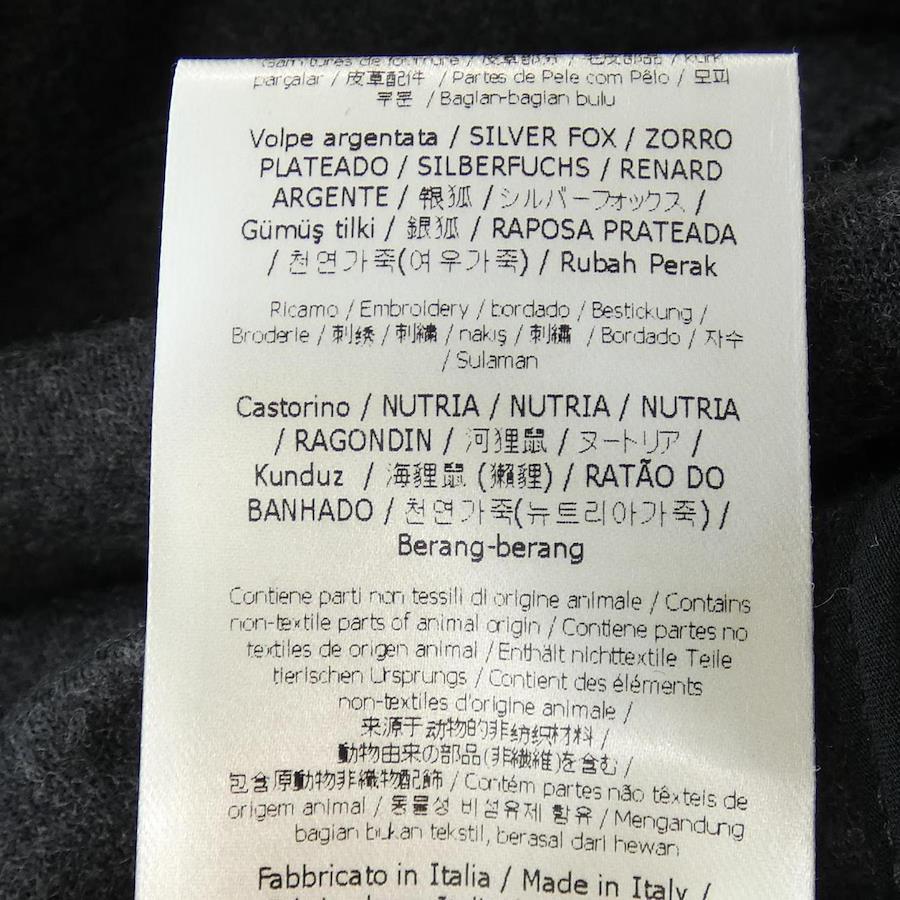 parçalar / 皮草配件 / Partes de Pele com Pêlo / 모피
부분 / Bagian-bagian bulu
Volpe argentata / SILVER FOX / ZORRO
PLATEADO / SILBERFUCHS / RENARD
ARGENTE / 银狐 / シルバーフォックス /
Gümüş tilki / 銀狐 / RAPOSA PRATEADA
/ 천연가죽(여우가죽) / Rubah Perak
Ricamo / Embroidery / bordado / Bestickung /
Broderie / 刺绣 / 刺繍 / nakış / 刺繡 / Bordado / 자수
/ Sulaman
Castorino / NUTRIA / NUTRIA / NUTRIA
/ RAGONDIN / 河狸鼠 / ヌートリア /
Kunduz / 海貍鼠 (獺貍) / RATÃO DO
BANHADO / 천연가죽(뉴트리아가죽) /
Berang-berang
Contiene parti non tessili di origine animale / Contains
non-textile parts of animal origin / Contiene partes no
textiles de origen animal / Enthält nichttextile Teile
tierischen Ursprungs / Contient des éléments
non-textiles d'origine animale /
来源于动物的非纺织材料 /
動物由来の部品(非繊維)を含む /
包含原動物非織物配飾 / Contém partes não têxteis de
origem animal / 동물성 비섬유제 함유 / Mengandung
bagian bukan tekstil, berasal dari hewan
Fabbricato in Italia / Made in Italy /